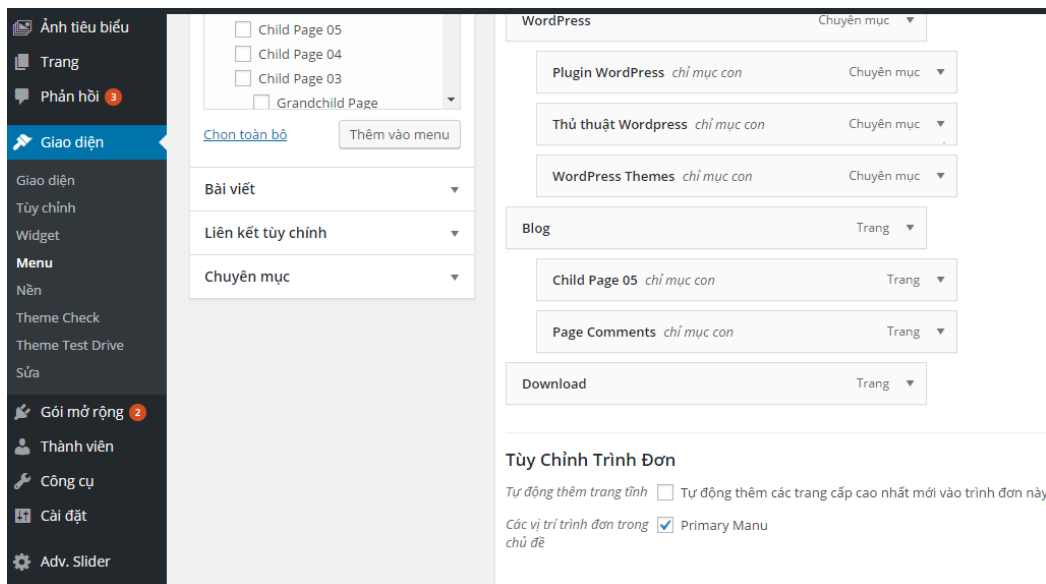 Ảnh tiêu biểu
Trang
Phản hồi 3
Giao diện
Giao diện
Tùy chỉnh
Widget
Menu
Nền
Theme Check
Theme Test Drive
Sửa
Gói mở rộng 2
Thành viên
Công cụ
Cài đặt
Adv. Slider
Child Page 05
Child Page 04
Child Page 03
Grandchild Page
Chọn toàn bộ Thêm vào menu
Bài viết
Liên kết tùy chính
Chuyên mục
WordPress Chuyên mục
Plugin WordPress chỉ mục con Chuyên mục
Thủ thuật Wordpress chỉ mục con Chuyên mục
WordPress Themes chỉ mục con Chuyên mục
Blog Trang
Child Page 05 chỉ mục con Trang
Page Comments chỉ mục con Trang
Download Trang
Tùy Chỉnh Trình Đơn
Tự động thêm trang tĩnh Tự động thêm các trang cấp cao nhất mới vào trình đơn này
Các vị trí trình đơn trong Primary Manu
chủ đề